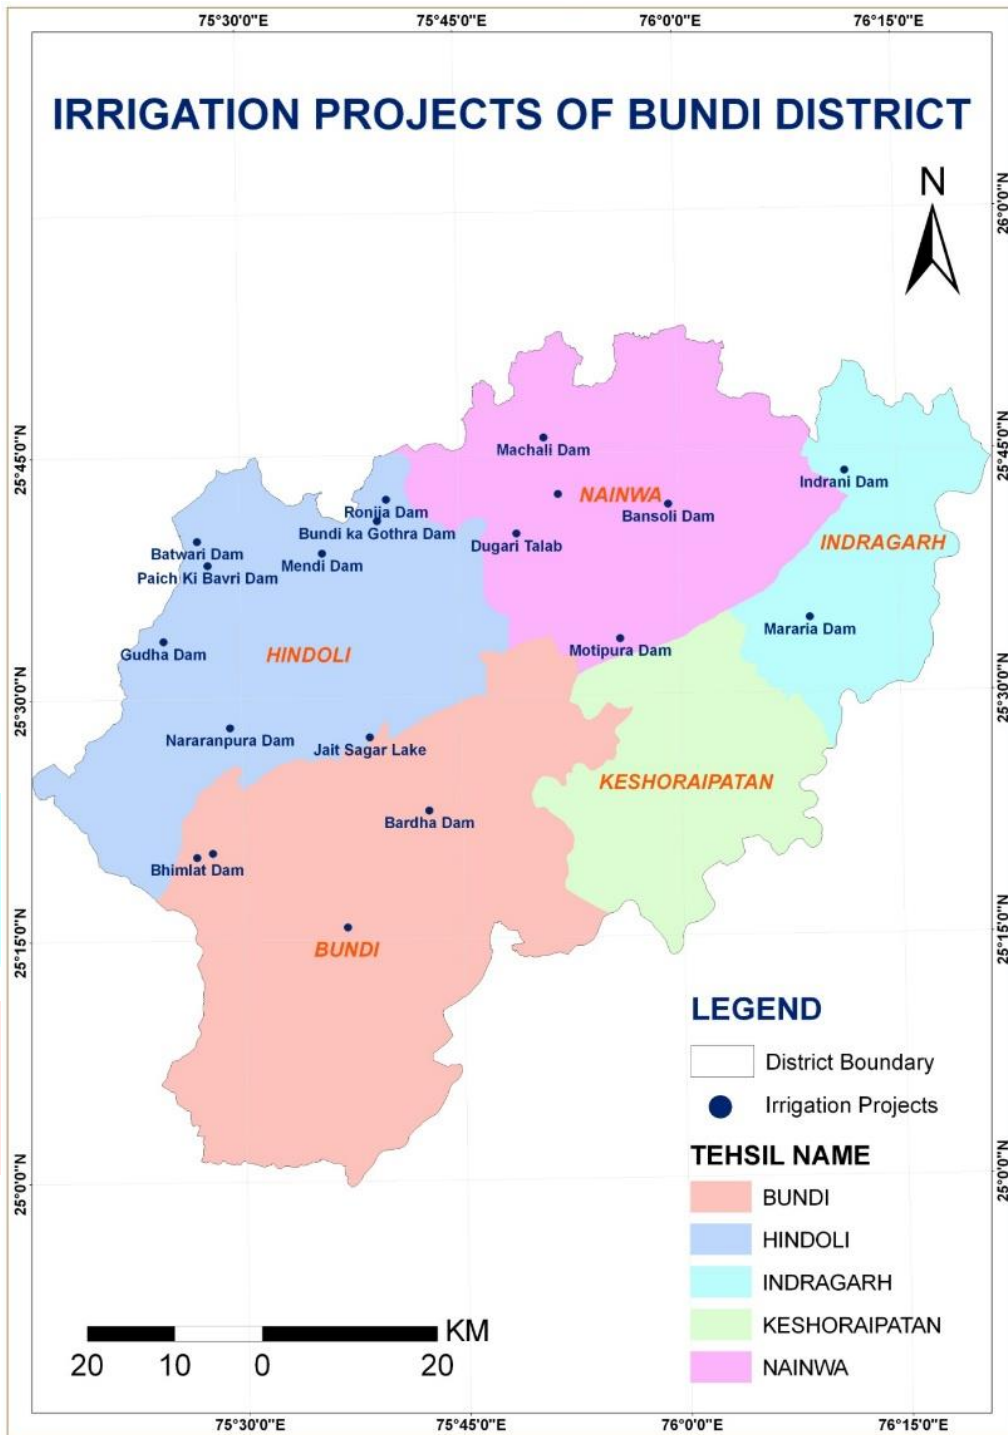 75°30'0"E 75°45'0"E 76°0'0"E 76°15'0"E
IRRIGATION PROJECTS OF BUNDI DISTRICT
N
26°0'0"N
Machali Dam
25°45'0"N
25°45'0"N
Indrani Dam
NAINWA
Ronija Dam
Bansoli Dam
Bundi ka Gothra Dam
Dugari Talab
INDRAGARH
Batwari Dam
Mendi Dam
Paich Ki Bavri Dam
Mararia Dam
Gudha Dam
HINDOLI
Motipura Dam
25°30'0"N
25°30'0"N
Nararanpura Dam
Jait Sagar Lake
KESHORAIPATAN
Bardha Dam
Bhimlat Dam
25°15'0"N
BUNDI
25°15'0"N
LEGEND
District Boundary
Irrigation Projects
TEHSIL NAME
25°0'0"N
25°0'0"N
BUNDI
HINDOLI
INDRAGARH
KESHORAIPATAN
NAINWA
KM
20 10 0 20
75°30'0"E 75°45'0"E 76°0'0"E 76°15'0"E